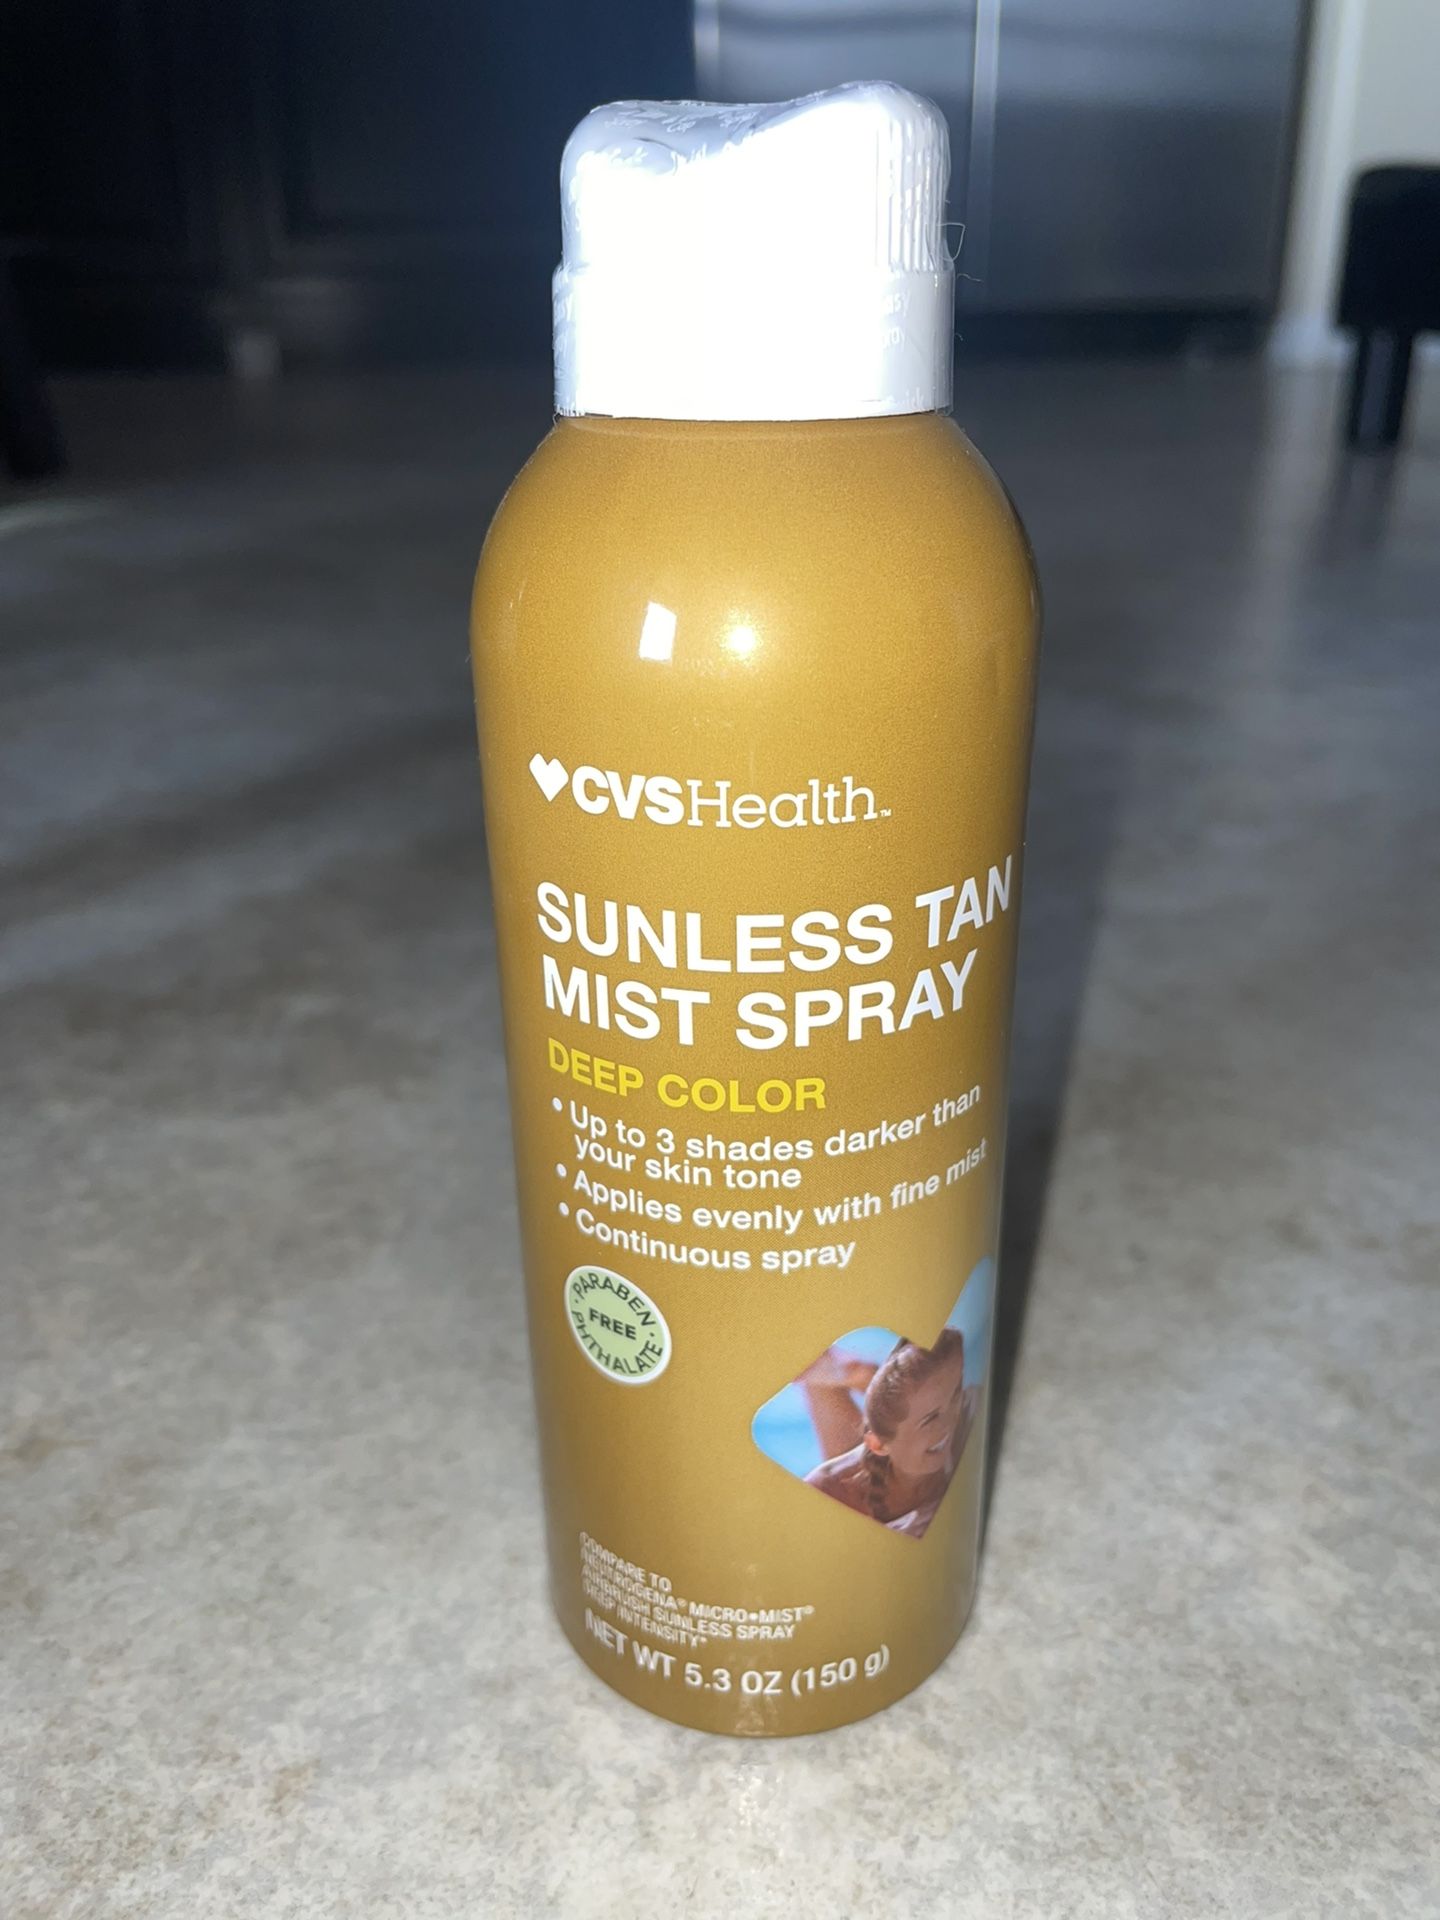 CVSHealth™
SUNLESS TAN
MIST SPRAY
DEEP COLOR
• Up to 3 shades darker than
your skin tone
• Applies evenly with fine mist
• Continuous spray
• PARABEN •
FREE
PHTHALATE
COMPARE TO
NEUTROGENA® MICRO•MIST®
AIRBRUSH SUNLESS SPRAY
DEEP INTENSITY*
NET WT 5.3 OZ (150 g)